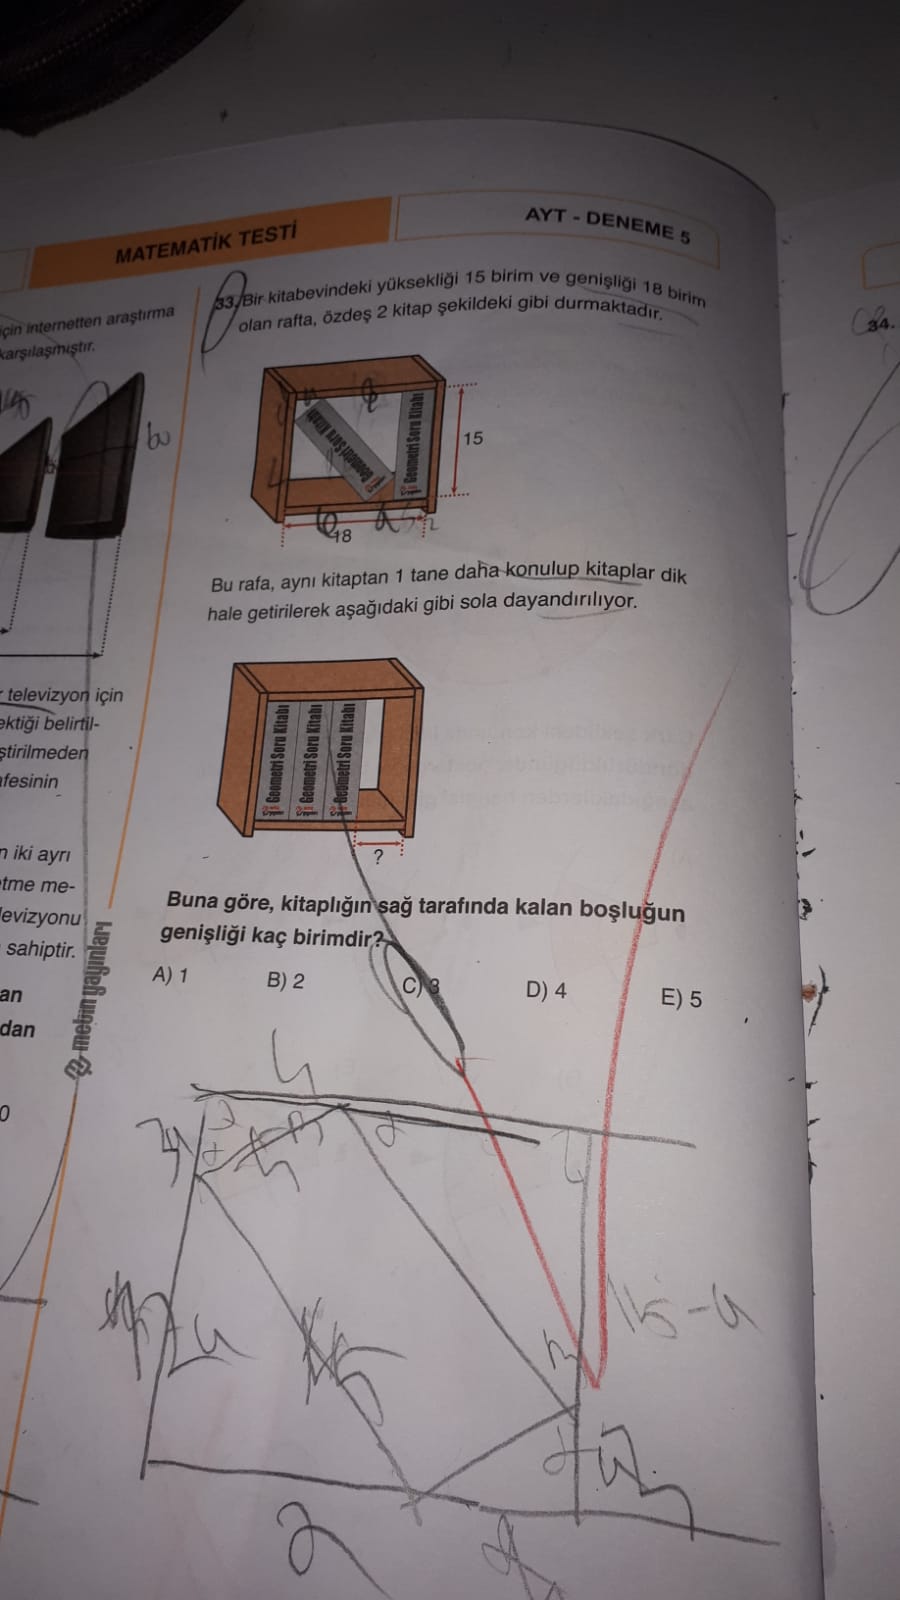 MATEMATİK TESTİ
AYT - DENEME 5
için internetten araştırma
karşılaşmıştır.
60
televizyon için
ektiği belirtil-
ştirilmeden
afesinin
n iki ayrı
etme me-
levizyonu
sahiptir.
an
dan
0
metin yayınları
33. Bir kitabevindeki yüksekliği 15 birim ve genişliği 18 birim
olan rafta, özdeş 2 kitap şekildeki gibi durmaktadır.
Geometri Soru Kitabı
Geometri Soru Kitabı
15
18
Bu rafa, aynı kitaptan 1 tane daha konulup kitaplar dik
hale getirilerek aşağıdaki gibi sola dayandırılıyor.
Geometri Soru Kitabı
Geometri Soru Kitabı
Geometri Soru Kitabı
?
Buna göre, kitaplığın sağ tarafında kalan boşluğun
genişliği kaç birimdir?
A) 1
B) 2
C) 3
D) 4
E) 5
15-a
34.